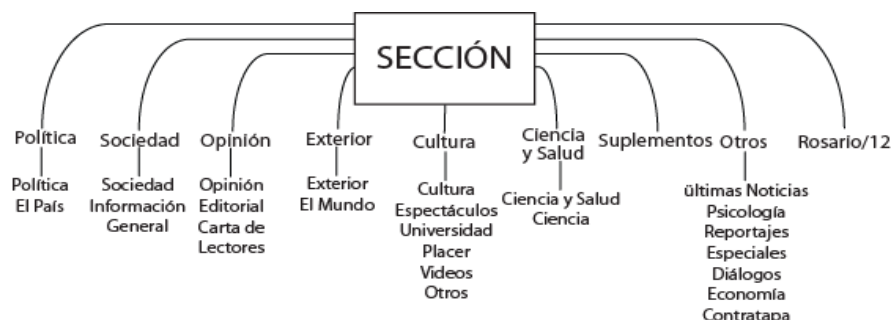 SECCIÓN
Política
Sociedad
Opinión
Exterior
Cultura
Ciencia
y Salud
Suplementos
Otros
Rosario/12
Política
El País
Sociedad
Información
General
Opinión
Editorial
Carta de
Lectores
Exterior
El Mundo
Cultura
Espectáculos
Universidad
Placer
Videos
Otros
Ciencia y Salud
Ciencia
últimas Noticias
Psicología
Reportajes
Especiales
Diálogos
Economía
Contratapa